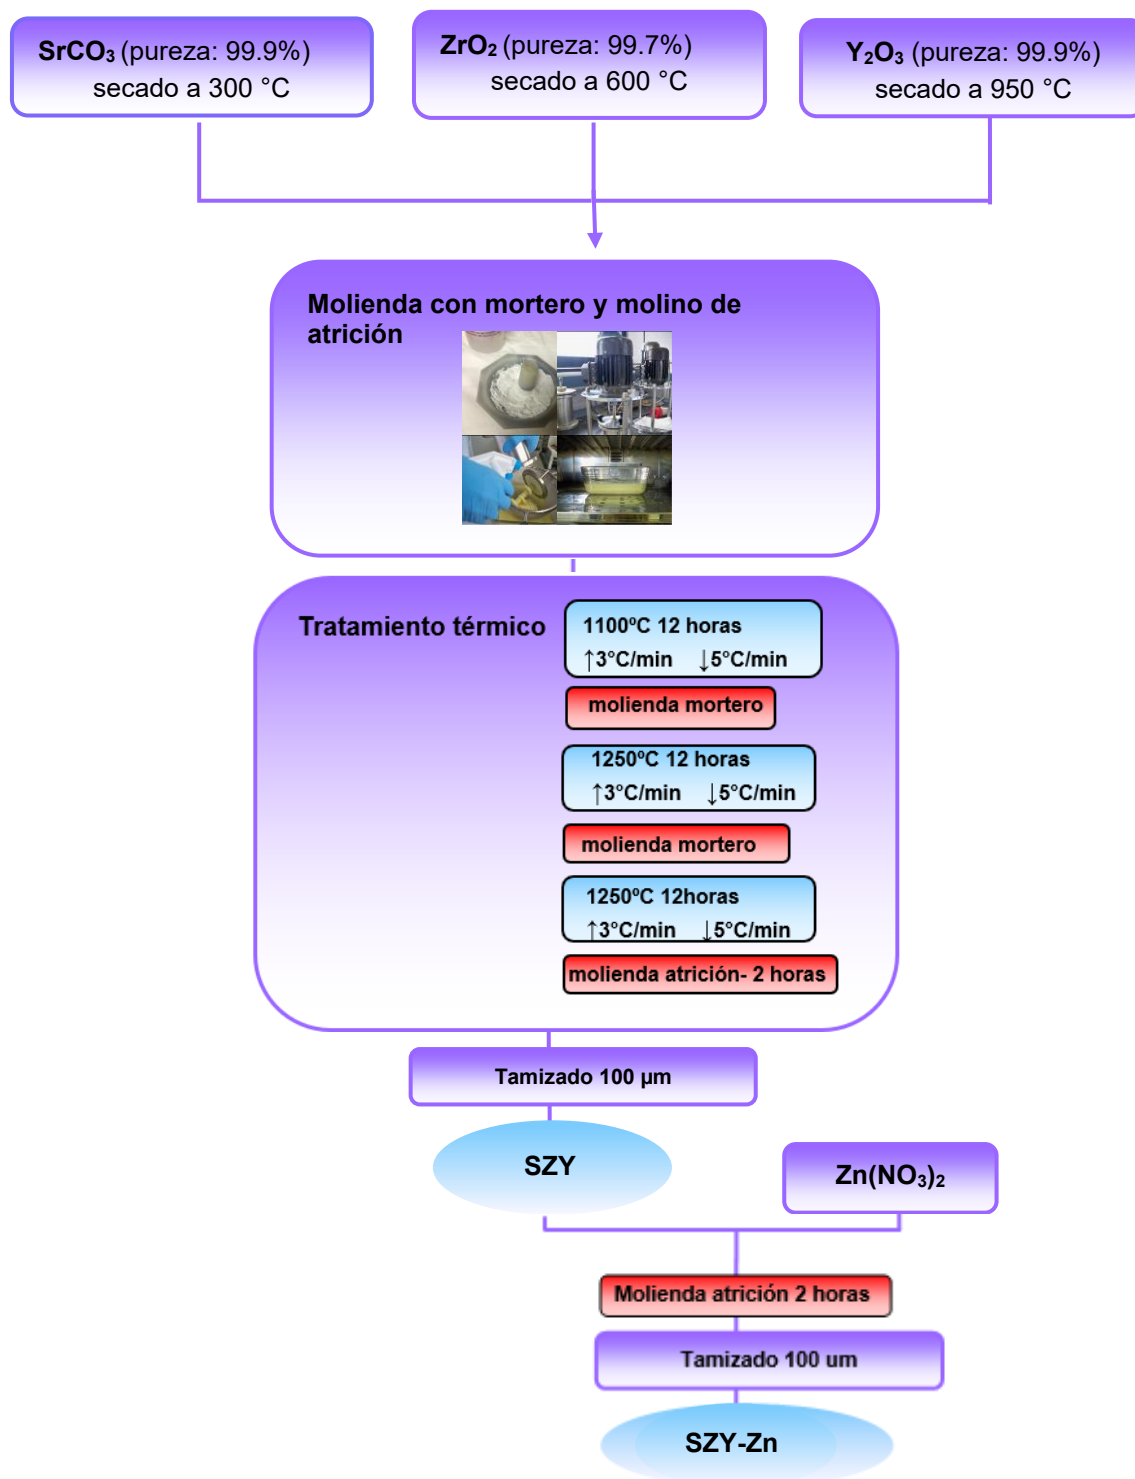 SrCO₃ (pureza: 99.9%)
secado a 300 °C
ZrO₂ (pureza: 99.7%)
secado a 600 °C
Y₂O₃ (pureza: 99.9%)
secado a 950 °C
Molienda con mortero y molino de
atrición
Tratamiento térmico
1100ºC 12 horas
↑3°C/min ↓5°C/min
molienda mortero
1250ºC 12 horas
↑3°C/min ↓5°C/min
molienda mortero
1250ºC 12horas
↑3°C/min ↓5°C/min
molienda atrición- 2 horas
Tamizado 100 µm
SZY
Zn(NO₃)₂
Molienda atrición 2 horas
Tamizado 100 um
SZY-Zn